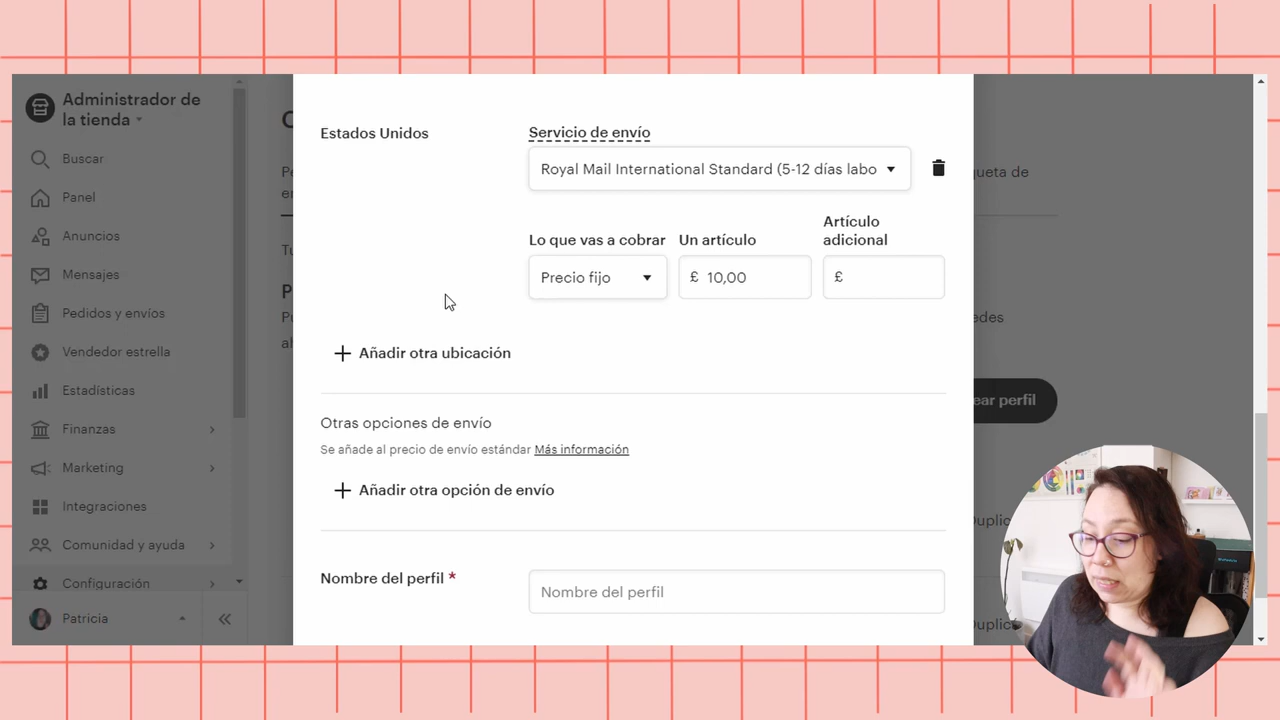 Administrador de
la tienda
Buscar
Panel
Anuncios
Mensajes
Pedidos y envíos
Vendedor estrella
Estadísticas
Finanzas
Marketing
Integraciones
Comunidad y ayuda
Configuración
Patricia
Estados Unidos
Servicio de envío
Royal Mail International Standard (5-12 días labo
Lo que vas a cobrar
Un artículo
Artículo
adicional
Precio fijo
£ 10,00
£
Añadir otra ubicación
Otras opciones de envío
Se añade al precio de envío estándar Más información
Añadir otra opción de envío
Nombre del perfil *
Nombre del perfil
queta de
edes
ear perfil